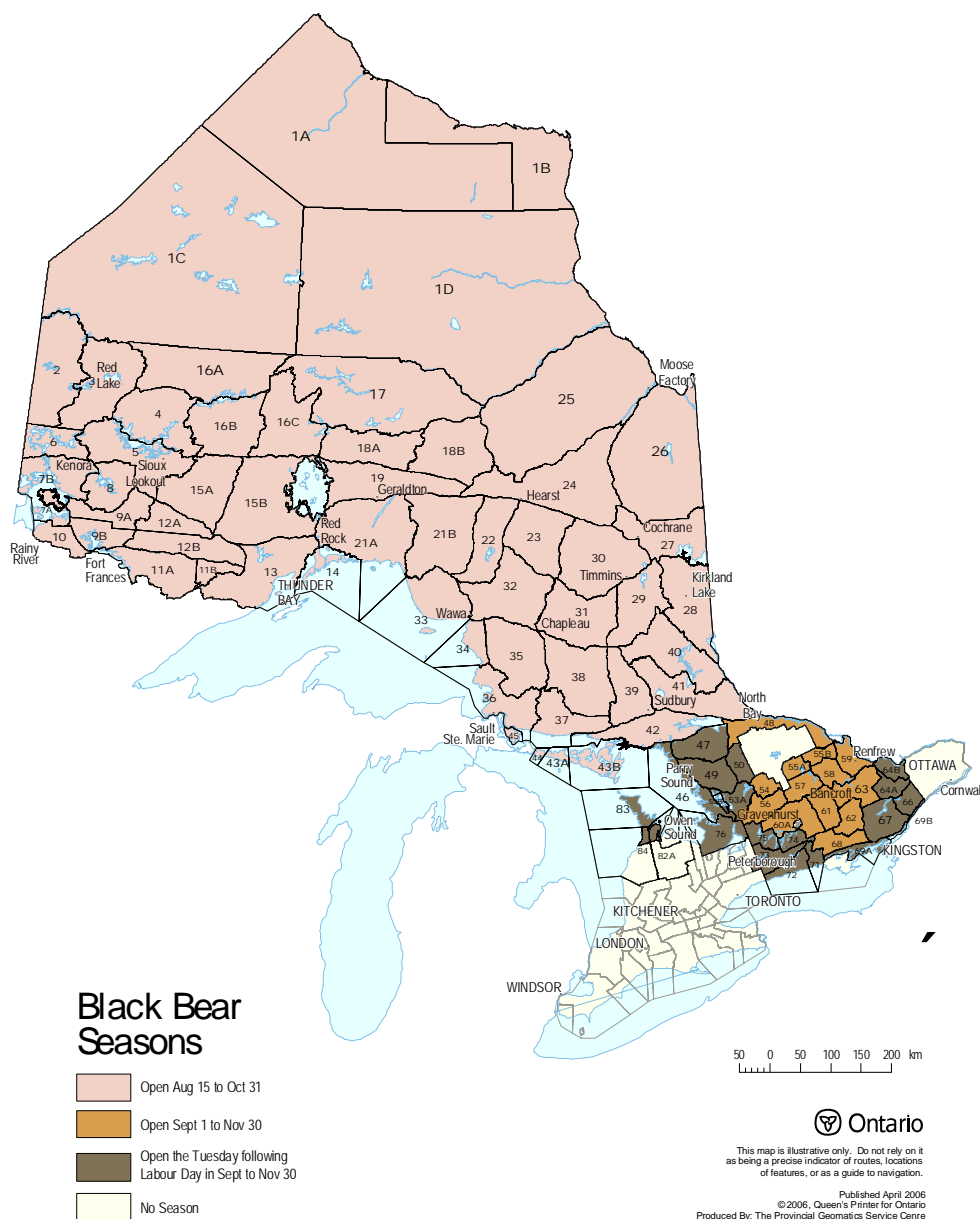 1A
1B
1C
1D
2
3
Red
Lake
16A
4
16B
16C
17
25
Moose
Factory
6
Kenora
5
Sioux
Lookout
18A
18B
26
7B
8
15A
15B
19
Geraldton
24
Hearst
7A
9A
12A
Red
Rock
21A
21B
22
23
Cochrane
27
Rainy
River
10
9B
Fort
Frances
12B
11A
11B
13
THUNDER
BAY
14
30
Timmins
Kirkland
Lake
28
29
32
31
Chapleau
Wawa
33
34
35
38
39
40
41
Sudbury
36
37
42
North
Bay
48
Sault
Ste. Marie
45
44
43A
43B
47
49
50
Parry
Sound
46
53A
54
55A
55B
56
57
58
59
Renfrew
64B
64A
OTTAWA
Cornwal
Bancroft
63
66
Gravenhurst
61
62
67
69B
60A
83
Owen
Sound
76
75
74
68
69A
KINGSTON
84
82A
73
Peterborough
71
72
TORONTO
KITCHENER
LONDON
WINDSOR
Black Bear
Seasons
Open Aug 15 to Oct 31
Open Sept 1 to Nov 30
Open the Tuesday following
Labour Day in Sept to Nov 30
No Season
50 0 50 100 150 200 km
Ontario
This map is illustrative only. Do not rely on it
as being a precise indicator of routes, locations
of features, or as a guide to navigation.
Published April 2006
© 2006, Queen's Printer for Ontario
Produced By: The Provincial Geomatics Service Cenre